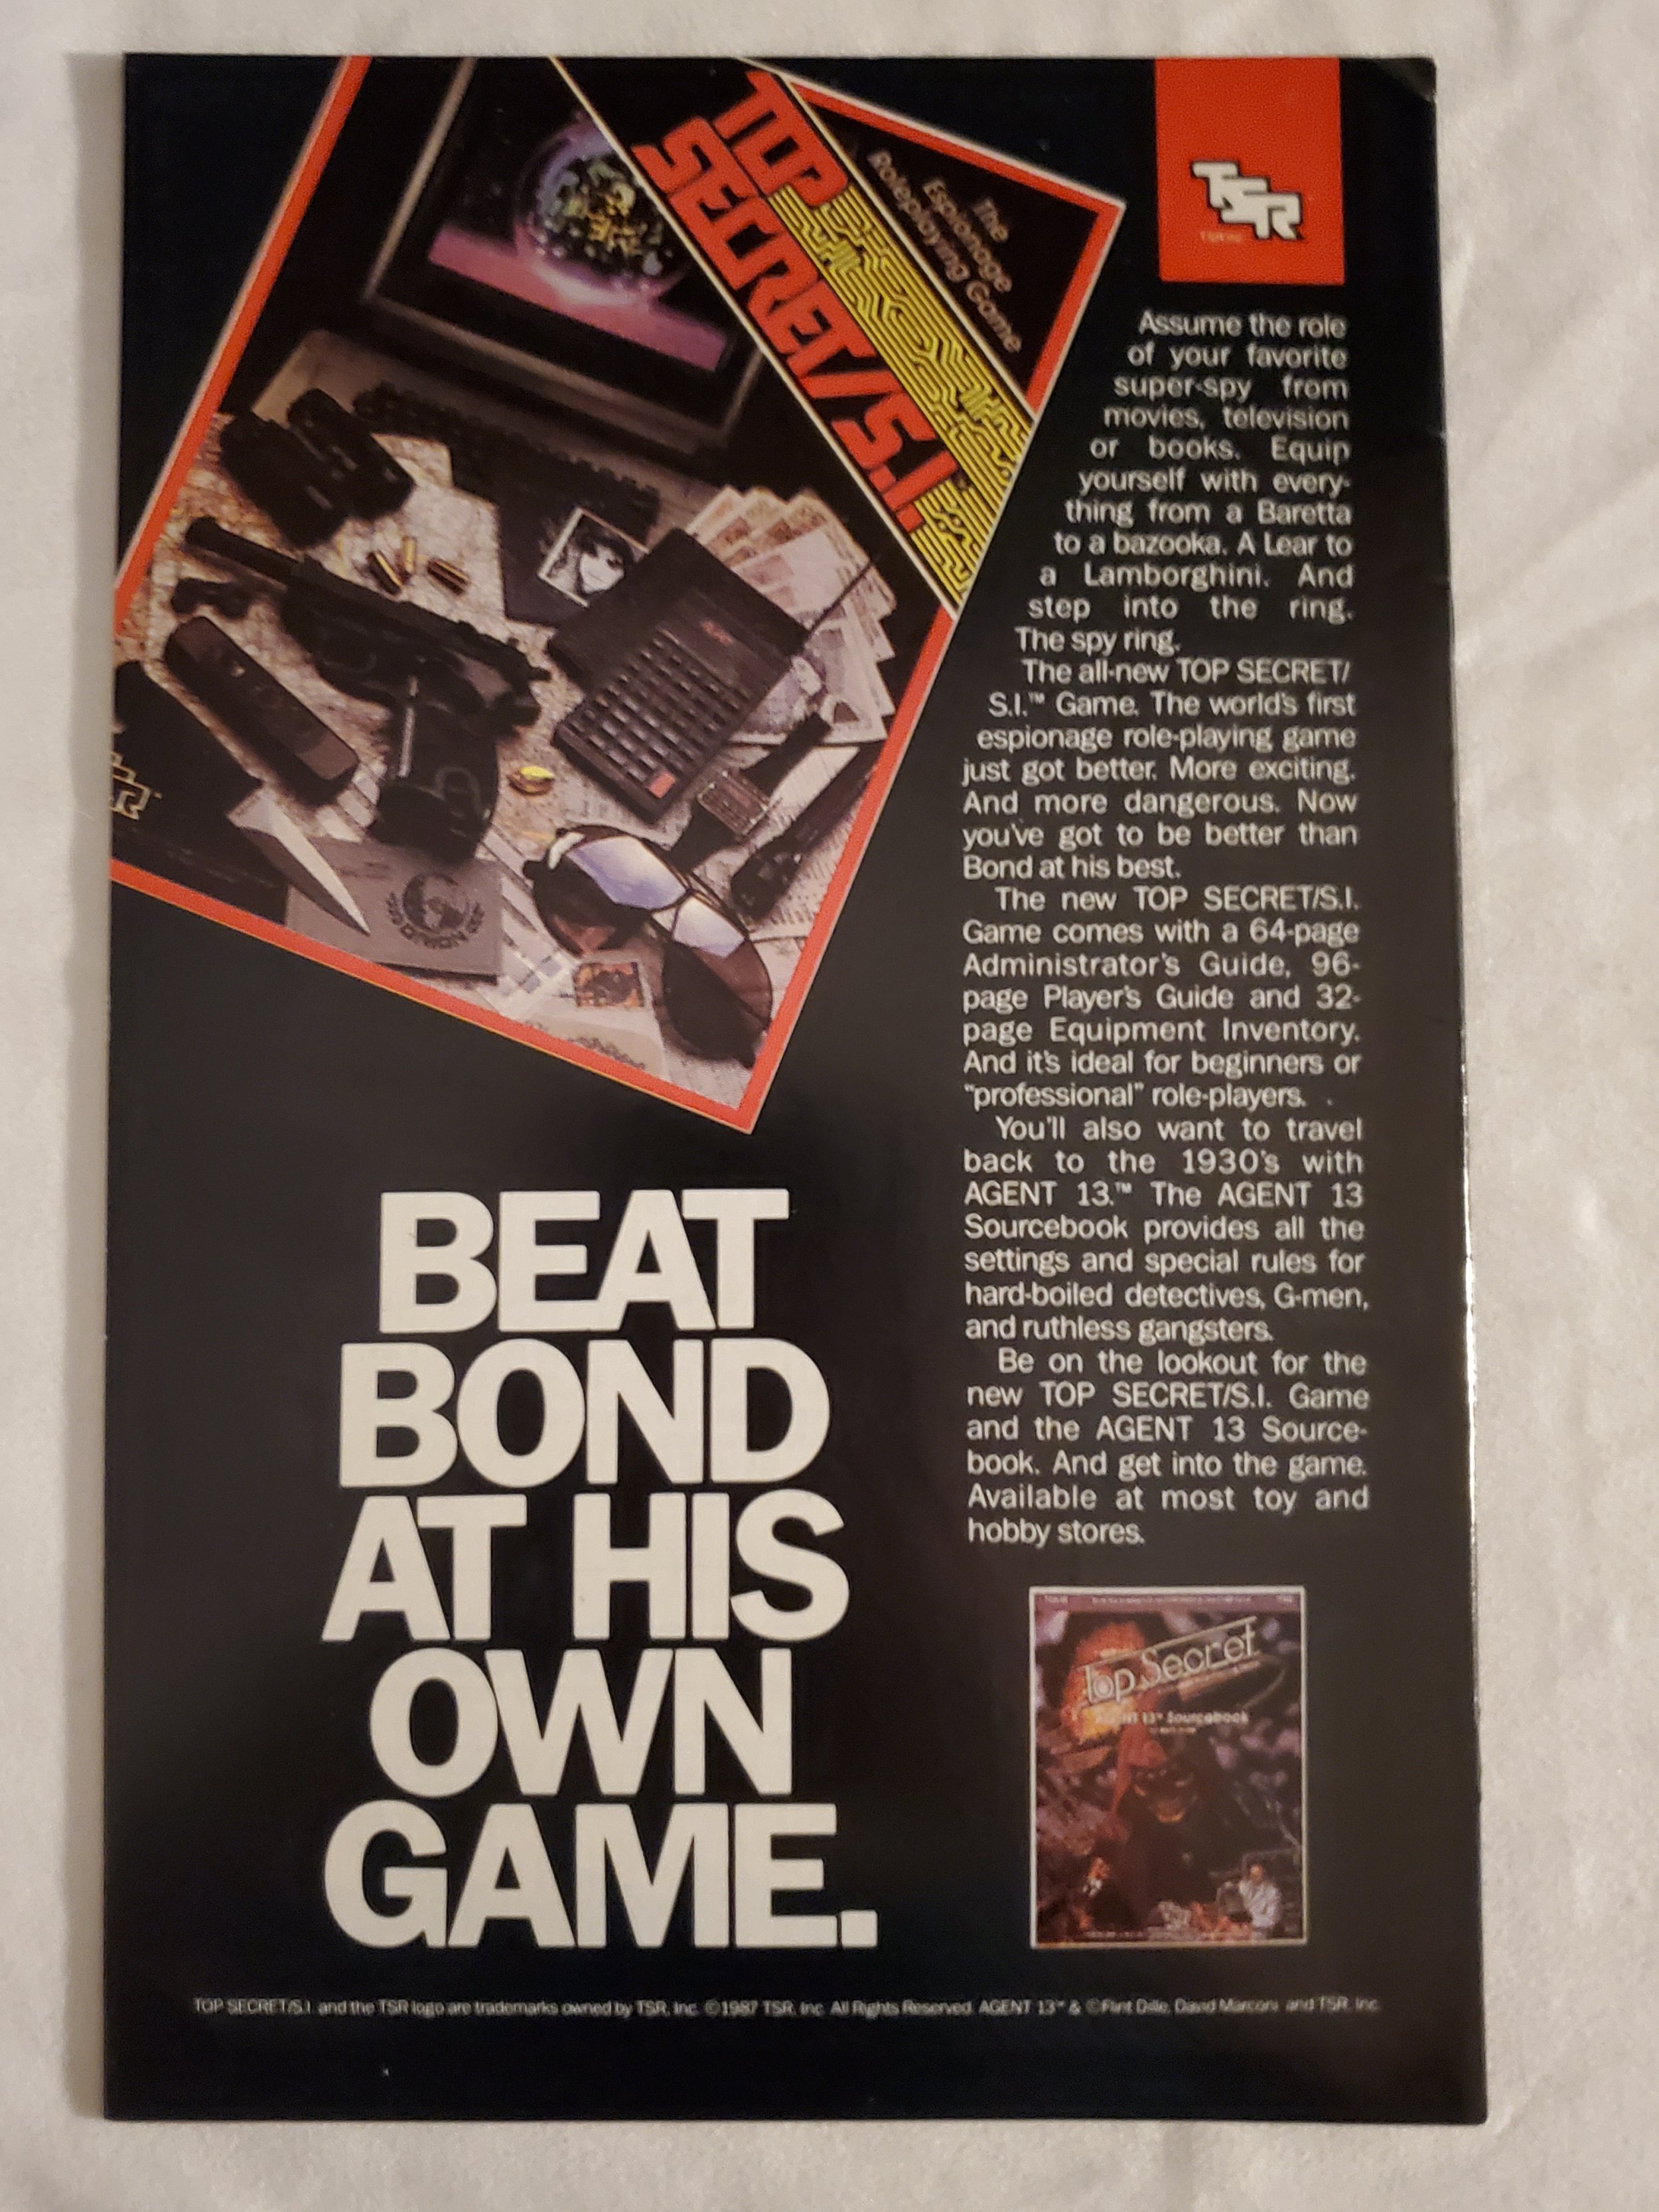 TOP
SECRET/S.I.
The
Espionage
Roleplaying Game
TSR
ORION
TSR
Assume the role
of your favorite
super-spy from
movies, television
or books. Equip
yourself with every-
thing from a Baretta
to a bazooka. A Lear to
a Lamborghini. And
step into the ring.
The spy ring.
The all-new TOP SECRET/
S.I.™ Game. The world's first
espionage role-playing game
just got better. More exciting.
And more dangerous. Now
you've got to be better than
Bond at his best.
The new TOP SECRET/S.I.
Game comes with a 64-page
Administrator's Guide, 96-
page Player's Guide and 32-
page Equipment Inventory.
And it's ideal for beginners or
"professional" role-players.
You'll also want to travel
back to the 1930's with
AGENT 13.™ The AGENT 13
Sourcebook provides all the
settings and special rules for
hard-boiled detectives, G-men,
and ruthless gangsters.
Be on the lookout for the
new TOP SECRET/S.I. Game
and the AGENT 13 Source-
book. And get into the game.
Available at most toy and
hobby stores.
BEAT
BOND
AT HIS
OWN
GAME.
Top Secret
AGENT 13™ Sourcebook
TOP SECRET/S.I. and the TSR logo are trademarks owned by TSR, Inc. ©1987 TSR, Inc. All Rights Reserved. AGENT 13™ & ©Flint Dille, David Marconi and TSR, Inc.